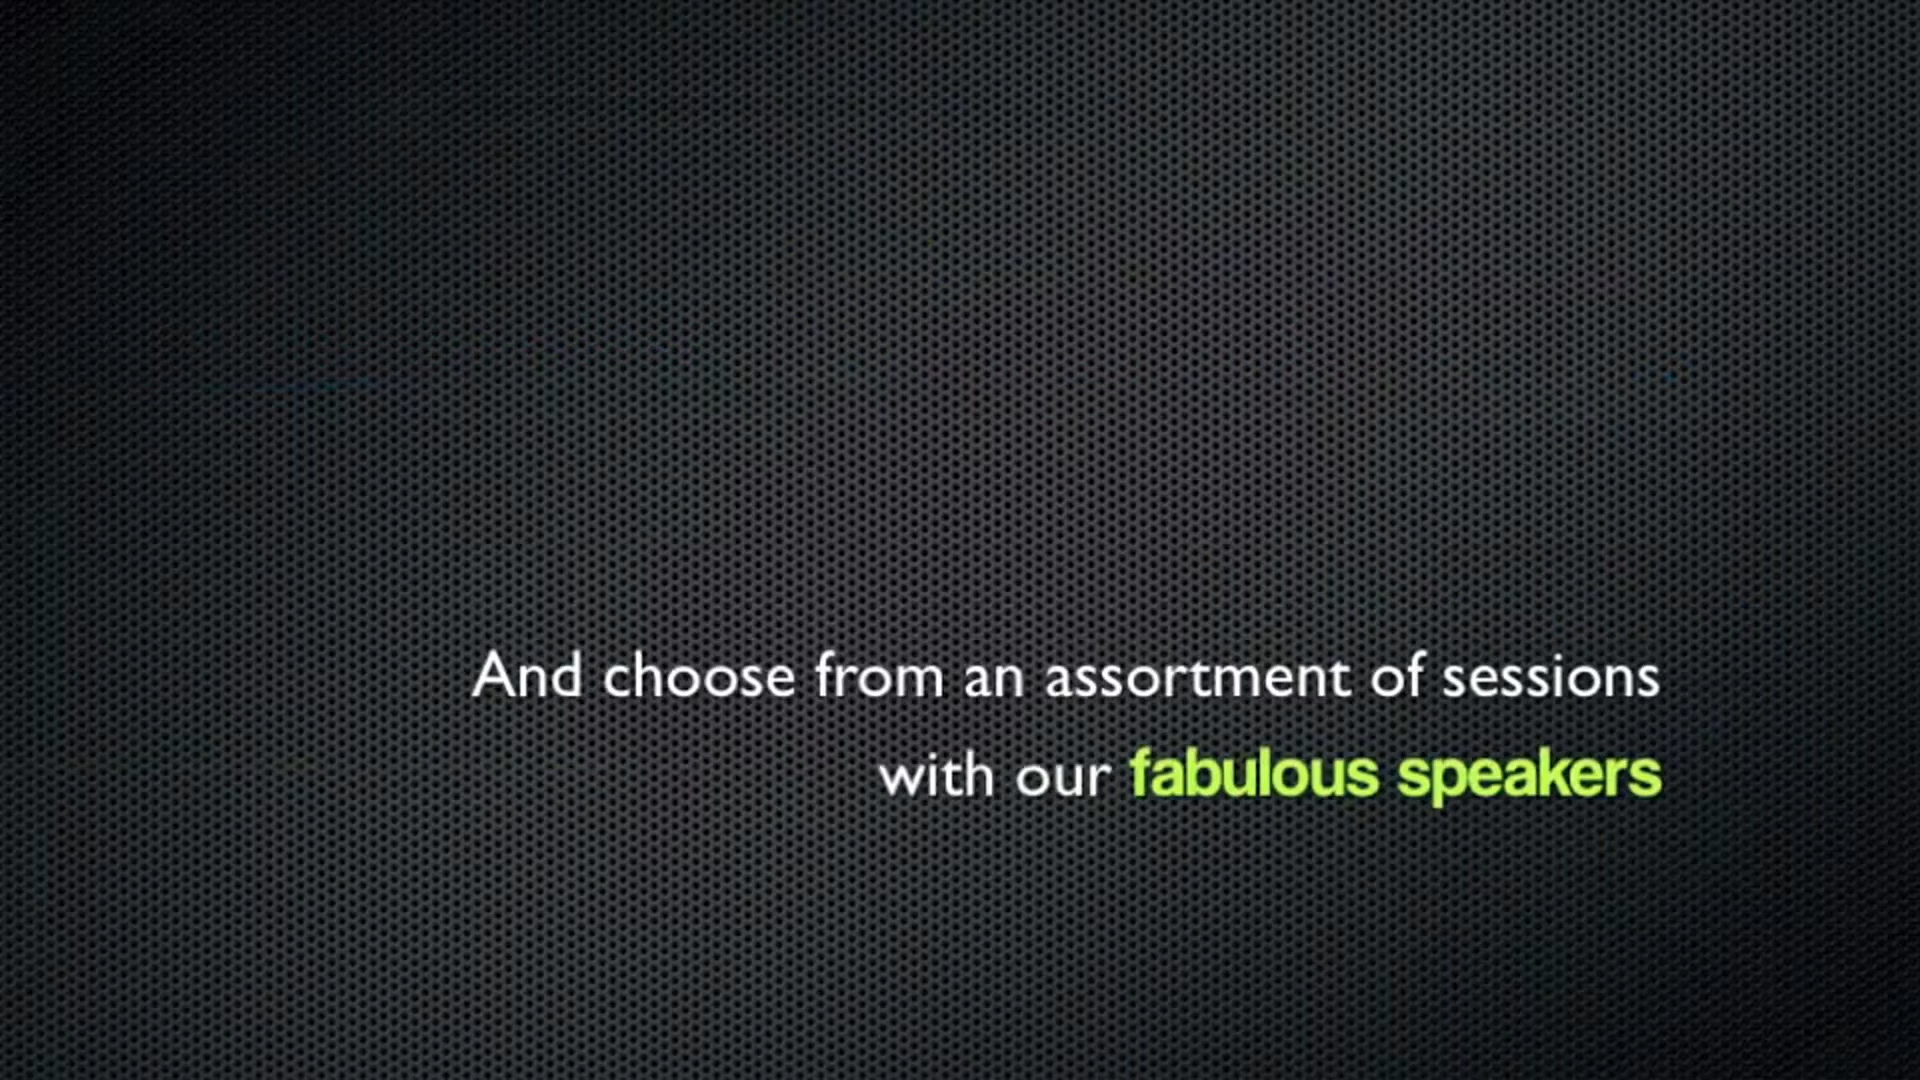 And choose from an assortment of sessions
with our fabulous speakers